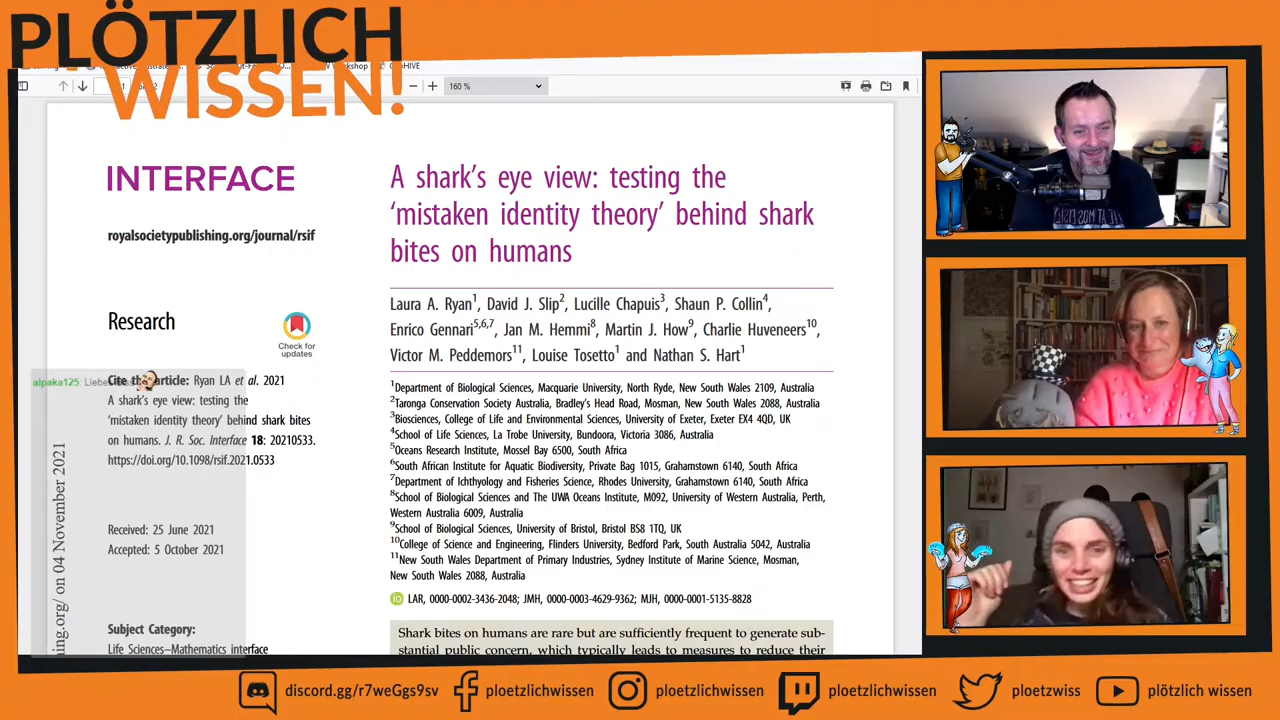 PLÖTZLICH
WISSEN!
160 %
INTERFACE
royalsocietypublishing.org/journal/rsif
Research
Check for
updates
Cite this article: Ryan LA et al. 2021
A shark's eye view: testing the
'mistaken identity theory' behind shark bites
on humans. J. R. Soc. Interface 18: 20210533.
https://doi.org/10.1098/rsif.2021.0533
alpaka125:
Received: 25 June 2021
Accepted: 5 October 2021
Subject Category:
Life Sciences–Mathematics interface
ing.org/ on 04 November 2021
A shark's eye view: testing the
'mistaken identity theory' behind shark
bites on humans
Laura A. Ryan1, David J. Slip2, Lucille Chapuis3, Shaun P. Collin4,
Enrico Gennari5,6,7, Jan M. Hemmi8, Martin J. How9, Charlie Huveneers10,
Victor M. Peddemors11, Louise Tosetto1 and Nathan S. Hart1
1Department of Biological Sciences, Macquarie University, North Ryde, New South Wales 2109, Australia
2Taronga Conservation Society Australia, Bradley's Head Road, Mosman, New South Wales 2088, Australia
3Biosciences, College of Life and Environmental Sciences, University of Exeter, Exeter EX4 4QD, UK
4School of Life Sciences, La Trobe University, Bundoora, Victoria 3086, Australia
5Oceans Research Institute, Mossel Bay 6500, South Africa
6South African Institute for Aquatic Biodiversity, Private Bag 1015, Grahamstown 6140, South Africa
7Department of Ichthyology and Fisheries Science, Rhodes University, Grahamstown 6140, South Africa
8School of Biological Sciences and The UWA Oceans Institute, M092, University of Western Australia, Perth,
Western Australia 6009, Australia
9School of Biological Sciences, University of Bristol, Bristol BS8 1TQ, UK
10College of Science and Engineering, Flinders University, Bedford Park, South Australia 5042, Australia
11New South Wales Department of Primary Industries, Sydney Institute of Marine Science, Mosman,
New South Wales 2088, Australia
LAR, 0000-0002-3436-2048; JMH, 0000-0003-4629-9362; MJH, 0000-0001-5135-8828
Shark bites on humans are rare but are sufficiently frequent to generate sub-
stantial public concern, which typically leads to measures to reduce their
discord.gg/r7weGgs9sv
ploetzlichwissen
ploetzlichwissen
ploetzlichwissen
ploetzwiss
plötzlich wissen